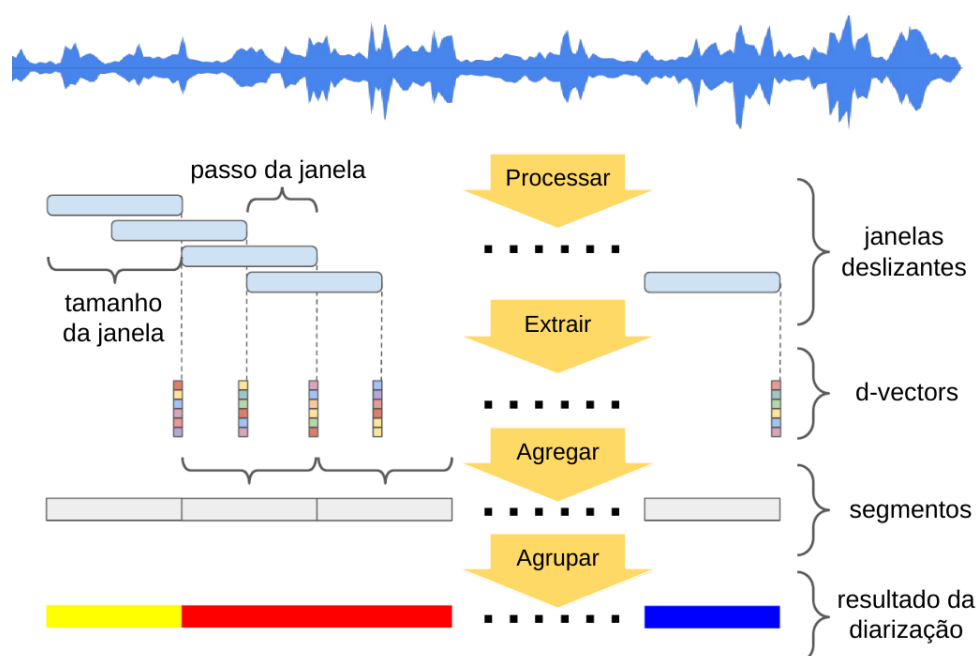 passo da janela
Processar
janelas
deslizantes
tamanho
da janela
Extrair
d-vectors
Agregar
segmentos
Agrupar
resultado da
diarização